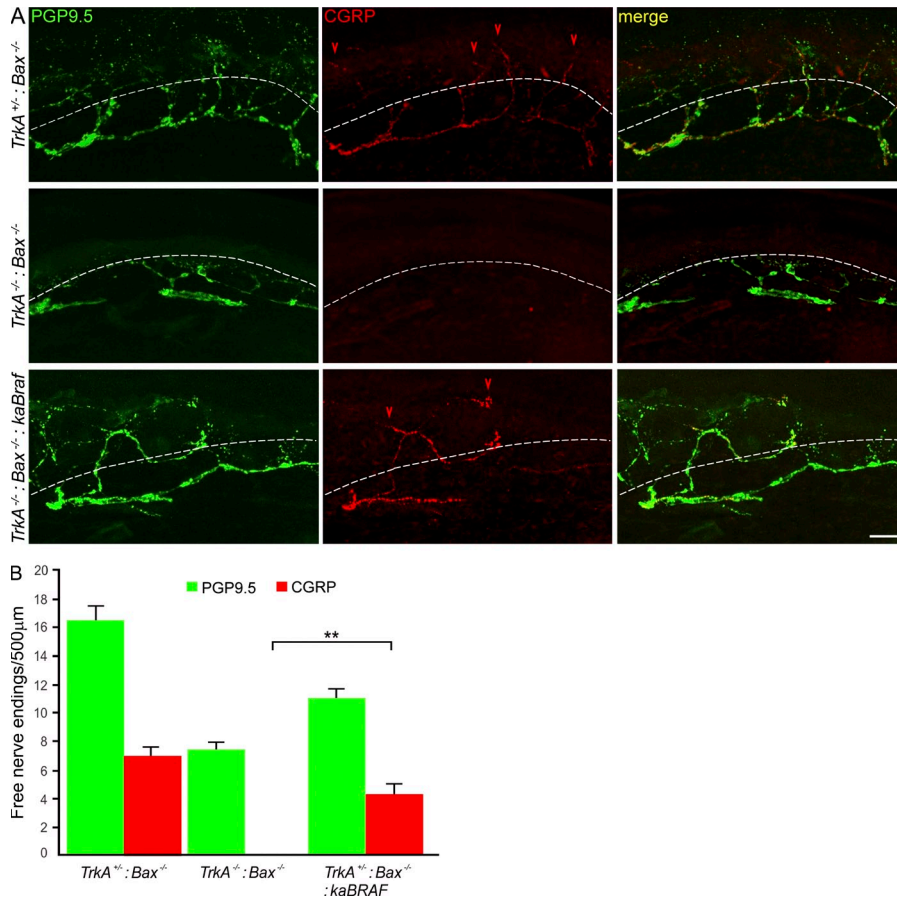 A
PGP9.5 CGRP merge
TrkA+/- : Bax-/-
TrkA-/- : Bax-/-
TrkA-/- : Bax-/- : kaBraf
B
20
18
16
14
12
10
8
6
4
2
0
Free nerve endings/500μm
PGP9.5 CGRP
**
TrkA+/- : Bax-/- TrkA-/- : Bax-/- TrkA+/- : Bax-/-
: kaBRAF